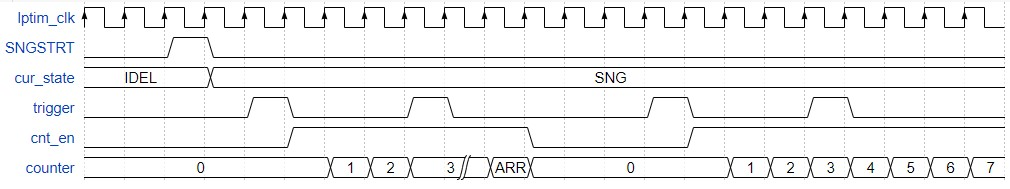 lptim_clk
SNGSTRT
cur_state IDEL SNG
trigger
cnt_en
counter 0 1 2 3 ARR 0 1 2 3 4 5 6 7